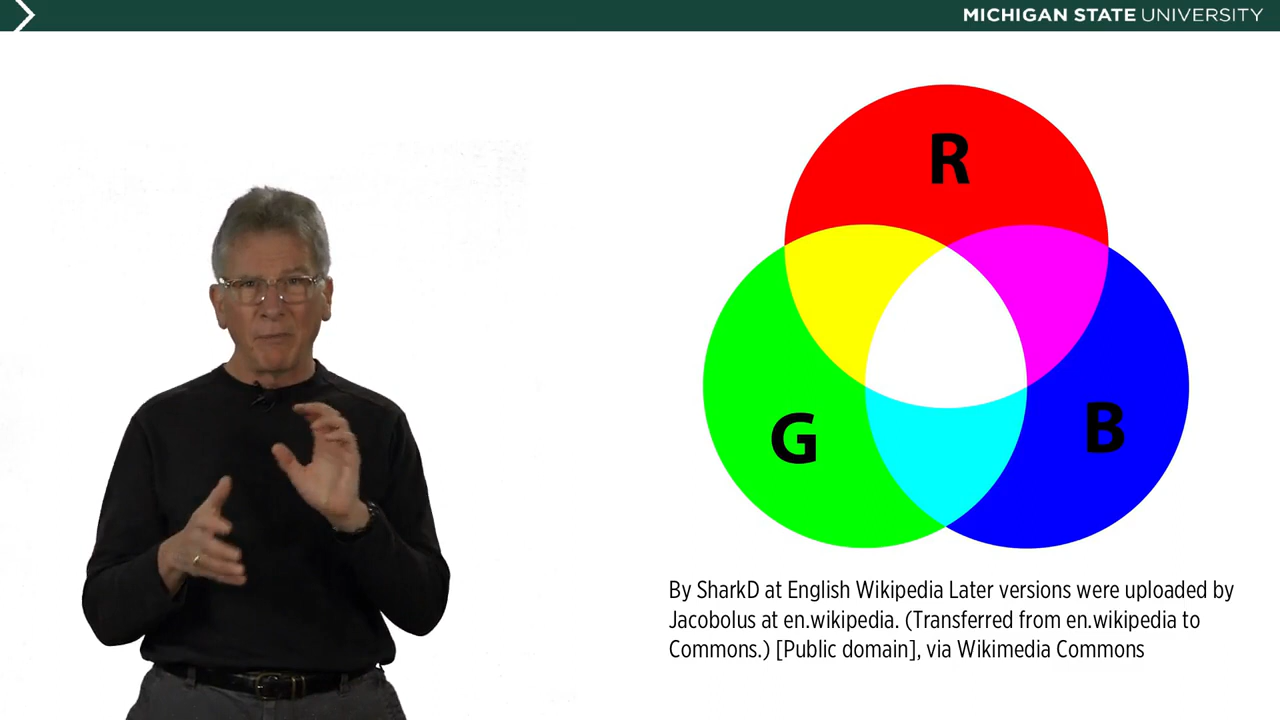 MICHIGAN STATE UNIVERSITY
R
G
B
By SharkD at English Wikipedia Later versions were uploaded by
Jacobolus at en.wikipedia. (Transferred from en.wikipedia to
Commons.) [Public domain], via Wikimedia Commons